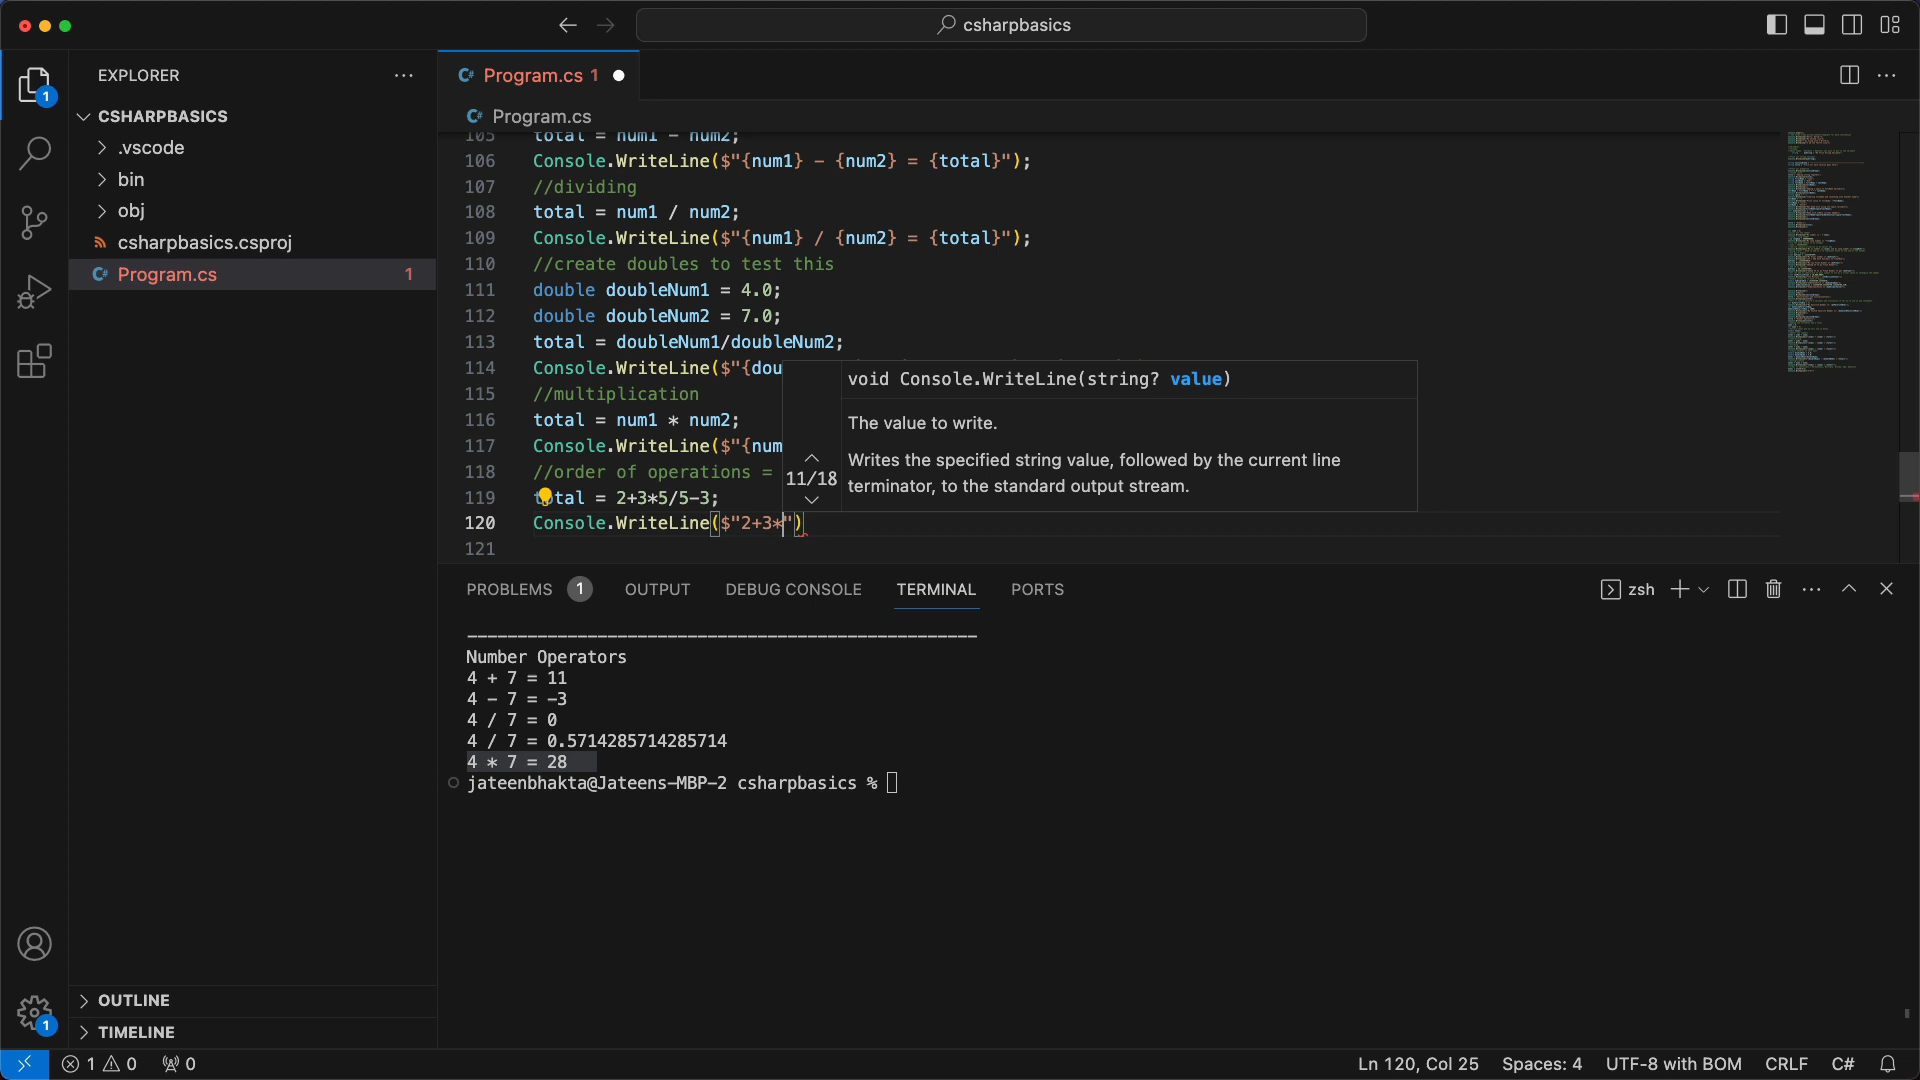 csharpbasics
EXPLORER
1
CSHARPBASICS
.vscode
bin
obj
csharpbasics.csproj
C# Program.cs 1
OUTLINE
1
TIMELINE
C# Program.cs 1
C# Program.cs
105 total = num1 - num2;
106 Console.WriteLine($"{num1} - {num2} = {total}");
107 //dividing
108 total = num1 / num2;
109 Console.WriteLine($"{num1} / {num2} = {total}");
110 //create doubles to test this
111 double doubleNum1 = 4.0;
112 double doubleNum2 = 7.0;
113 total = doubleNum1/doubleNum2;
114 Console.WriteLine($"{dou
115 //multiplication
116 total = num1 * num2;
117 Console.WriteLine($"{num
118 //order of operations =
119 total = 2+3*5/5-3;
120 Console.WriteLine($"2+3*")
121
void Console.WriteLine(string? value)
The value to write.
11/18
Writes the specified string value, followed by the current line
terminator, to the standard output stream.
PROBLEMS 1 OUTPUT DEBUG CONSOLE TERMINAL PORTS zsh
---------------------------------------------------
Number Operators
4 + 7 = 11
4 - 7 = -3
4 / 7 = 0
4 / 7 = 0.5714285714285714
4 * 7 = 28
jateenbhakta@Jateens-MBP-2 csharpbasics %
1 0 0 Ln 120, Col 25 Spaces: 4 UTF-8 with BOM CRLF C#